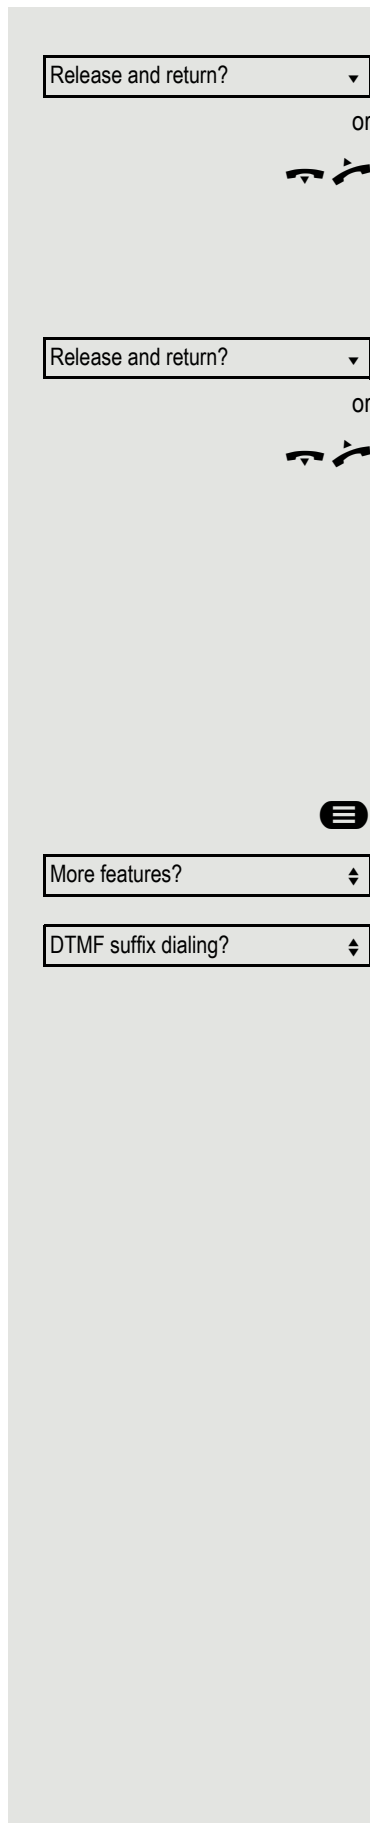 Release and return?
or
Release and return?
or
More features?
DTMF suffix dialing?